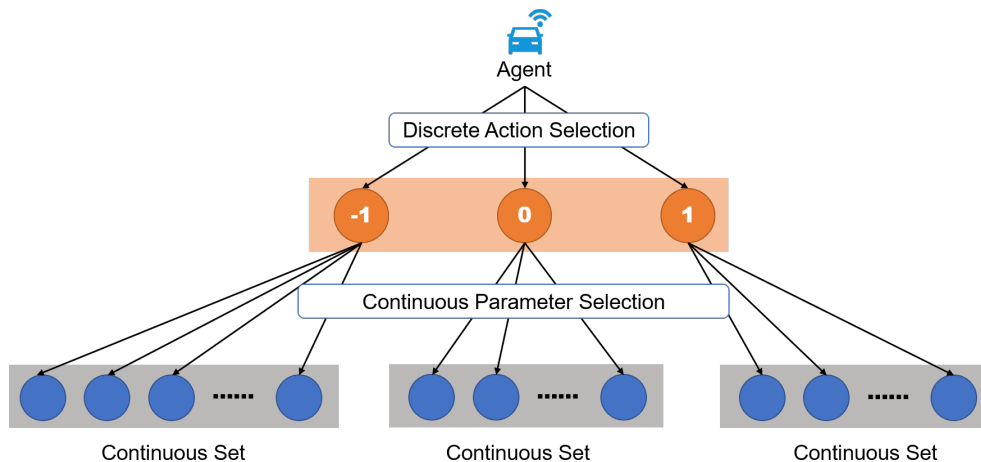 Agent
Discrete Action Selection
-1 0 1
Continuous Parameter Selection
...... ...... ......
Continuous Set Continuous Set Continuous Set